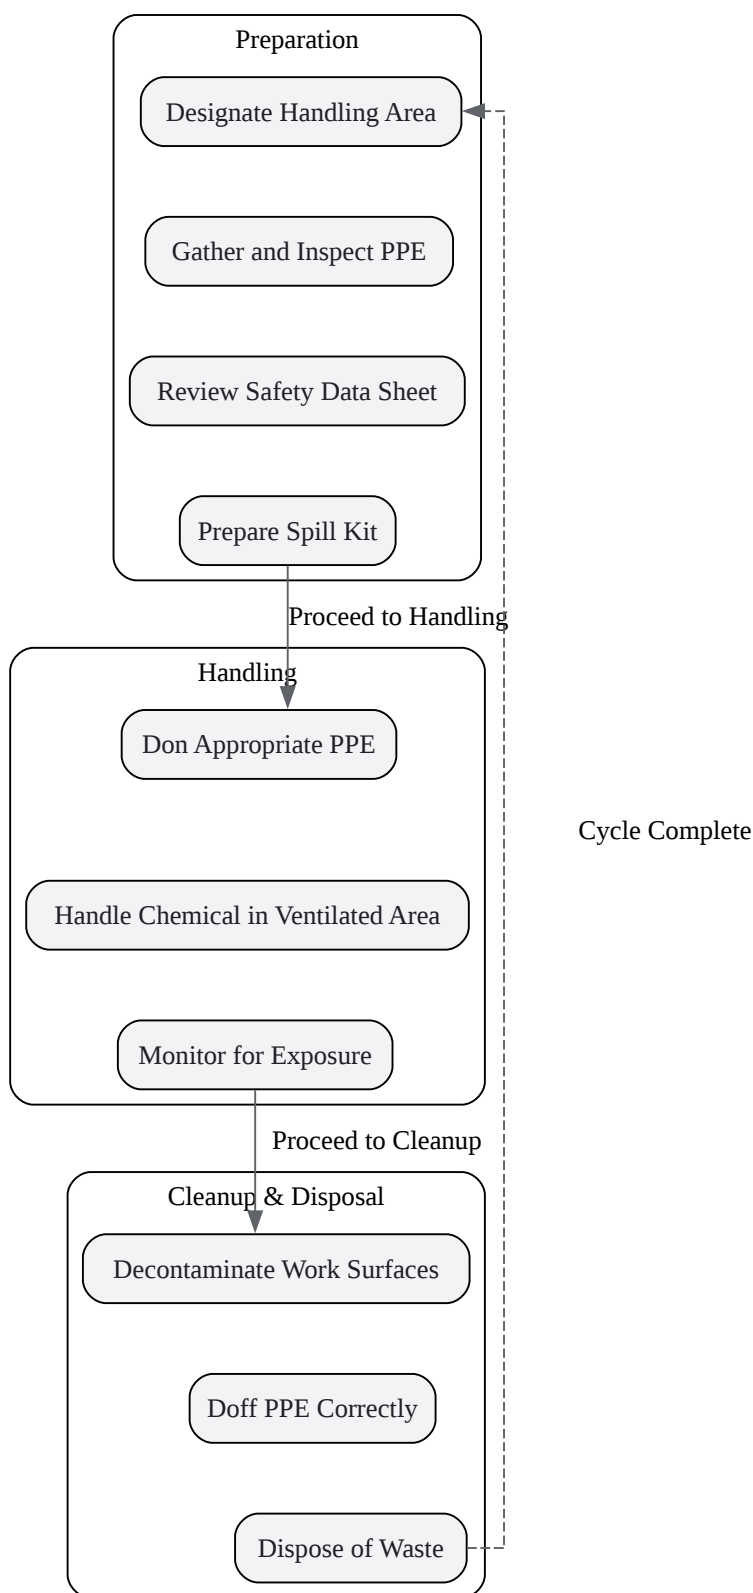 Preparation
Designate Handling Area
Gather and Inspect PPE
Review Safety Data Sheet
Prepare Spill Kit
Proceed to Handling
Handling
Don Appropriate PPE
Cycle Complete
Handle Chemical in Ventilated Area
Monitor for Exposure
Proceed to Cleanup
Cleanup & Disposal
Decontaminate Work Surfaces
Doff PPE Correctly
Dispose of Waste